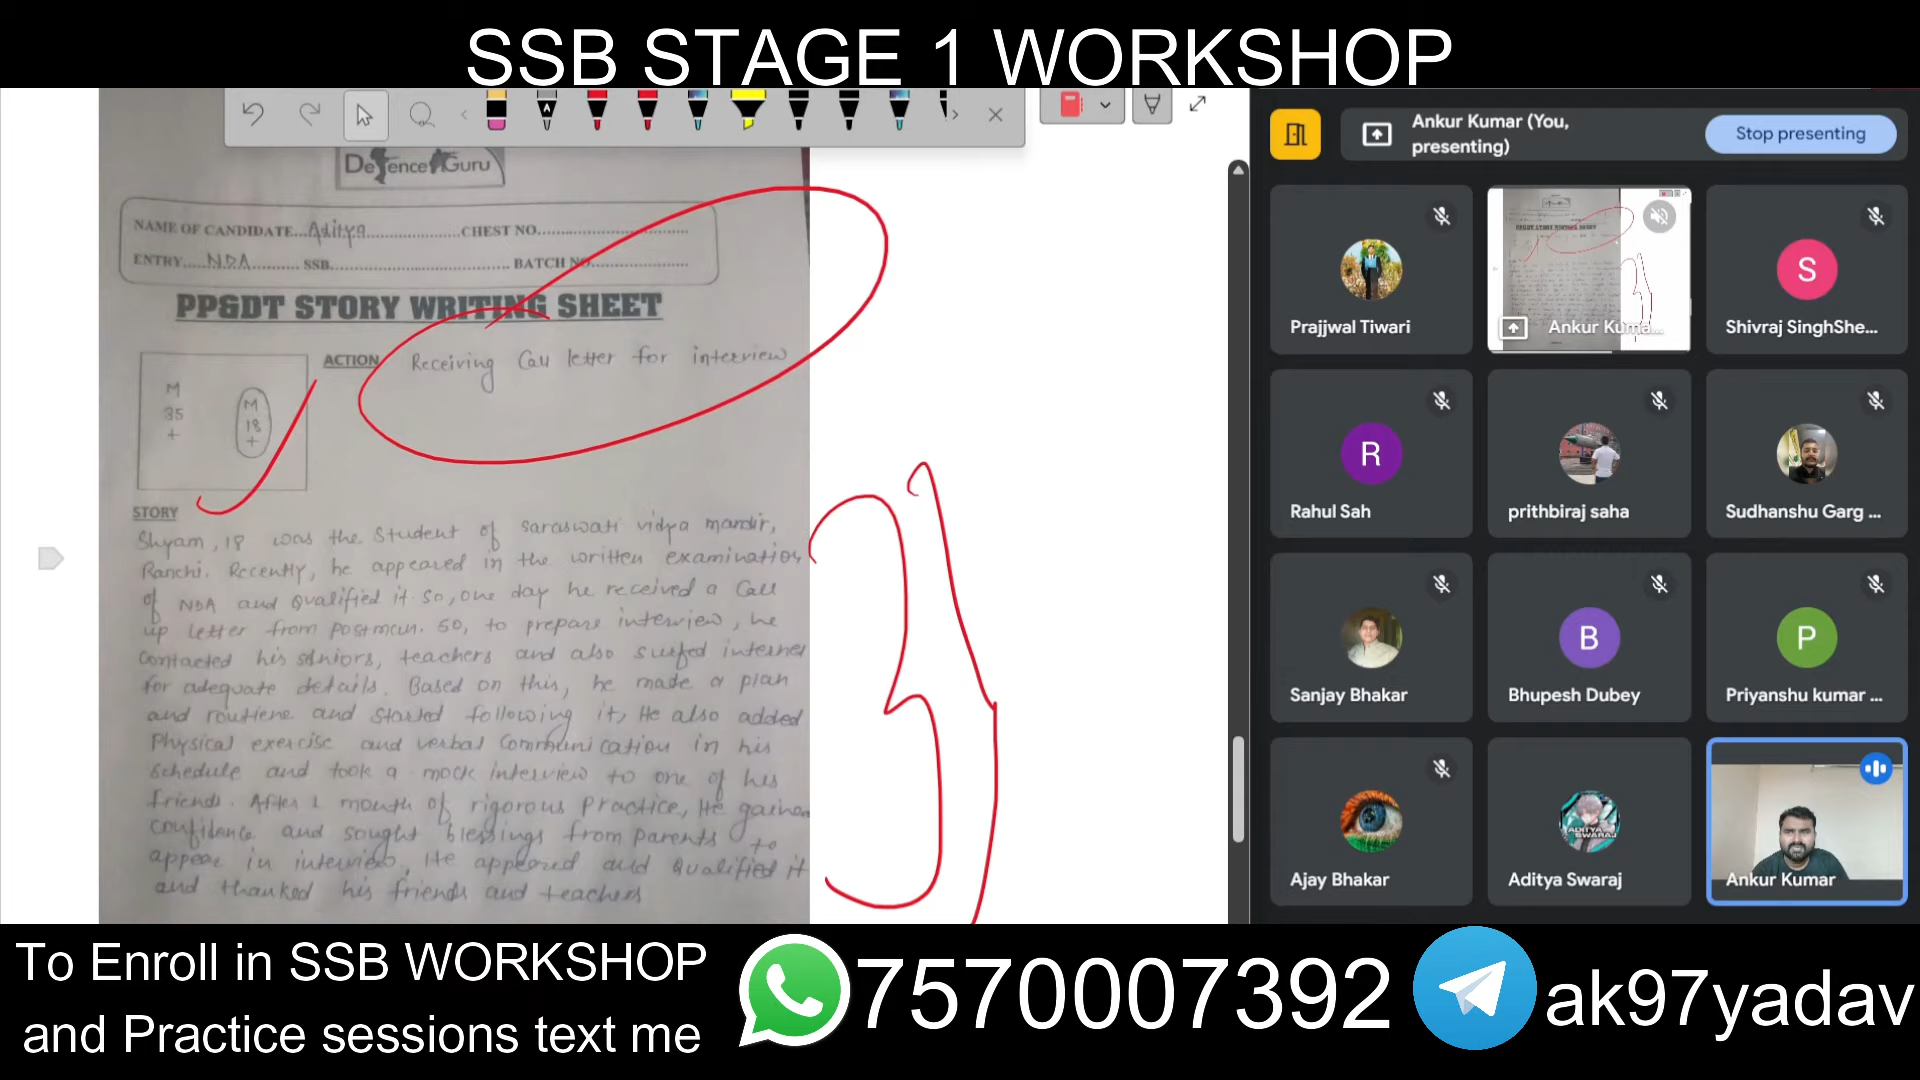 SSB STAGE 1 WORKSHOP
Defence Guru
NAME OF CANDIDATE...Aditya...CHEST NO...
ENTRY...NDA...SSB...BATCH NO...
PP&DT STORY WRITING SHEET
ACTION Receiving Call letter for interview
M
35
+
M
18
+
STORY
Shyam, 18 was the student of saraswati vidya mandir,
Ranchi. Recently, he appeared in the written examination
of NDA and Qualified it. So, one day he received a Call
up letter from postman. So, to prepare interview, he
contacted his seniors, teachers and also surfed internet
for adequate details. Based on this, he made a plan
and routiene and started following it, He also added
Physical exercise and verbal Communication in his
schedule and took a mock interview to one of his
friends. After 1 month of rigorous Practice, He gained
confidence and sought blessings from parents to
appear in interview, He appeared and Qualified it
and thanked his friends and teachers
Ankur Kumar (You,
presenting)
Stop presenting
Prajjwal Tiwari
Ankur Kuma...
S
Shivraj SinghShe...
R
Rahul Sah
prithbiraj saha
Sudhanshu Garg ...
Sanjay Bhakar
B
Bhupesh Dubey
P
Priyanshu kumar ...
Ajay Bhakar
ADITYA
SWARAJ
Aditya Swaraj
Ankur Kumar
To Enroll in SSB WORKSHOP
and Practice sessions text me
7570007392
ak97yadav